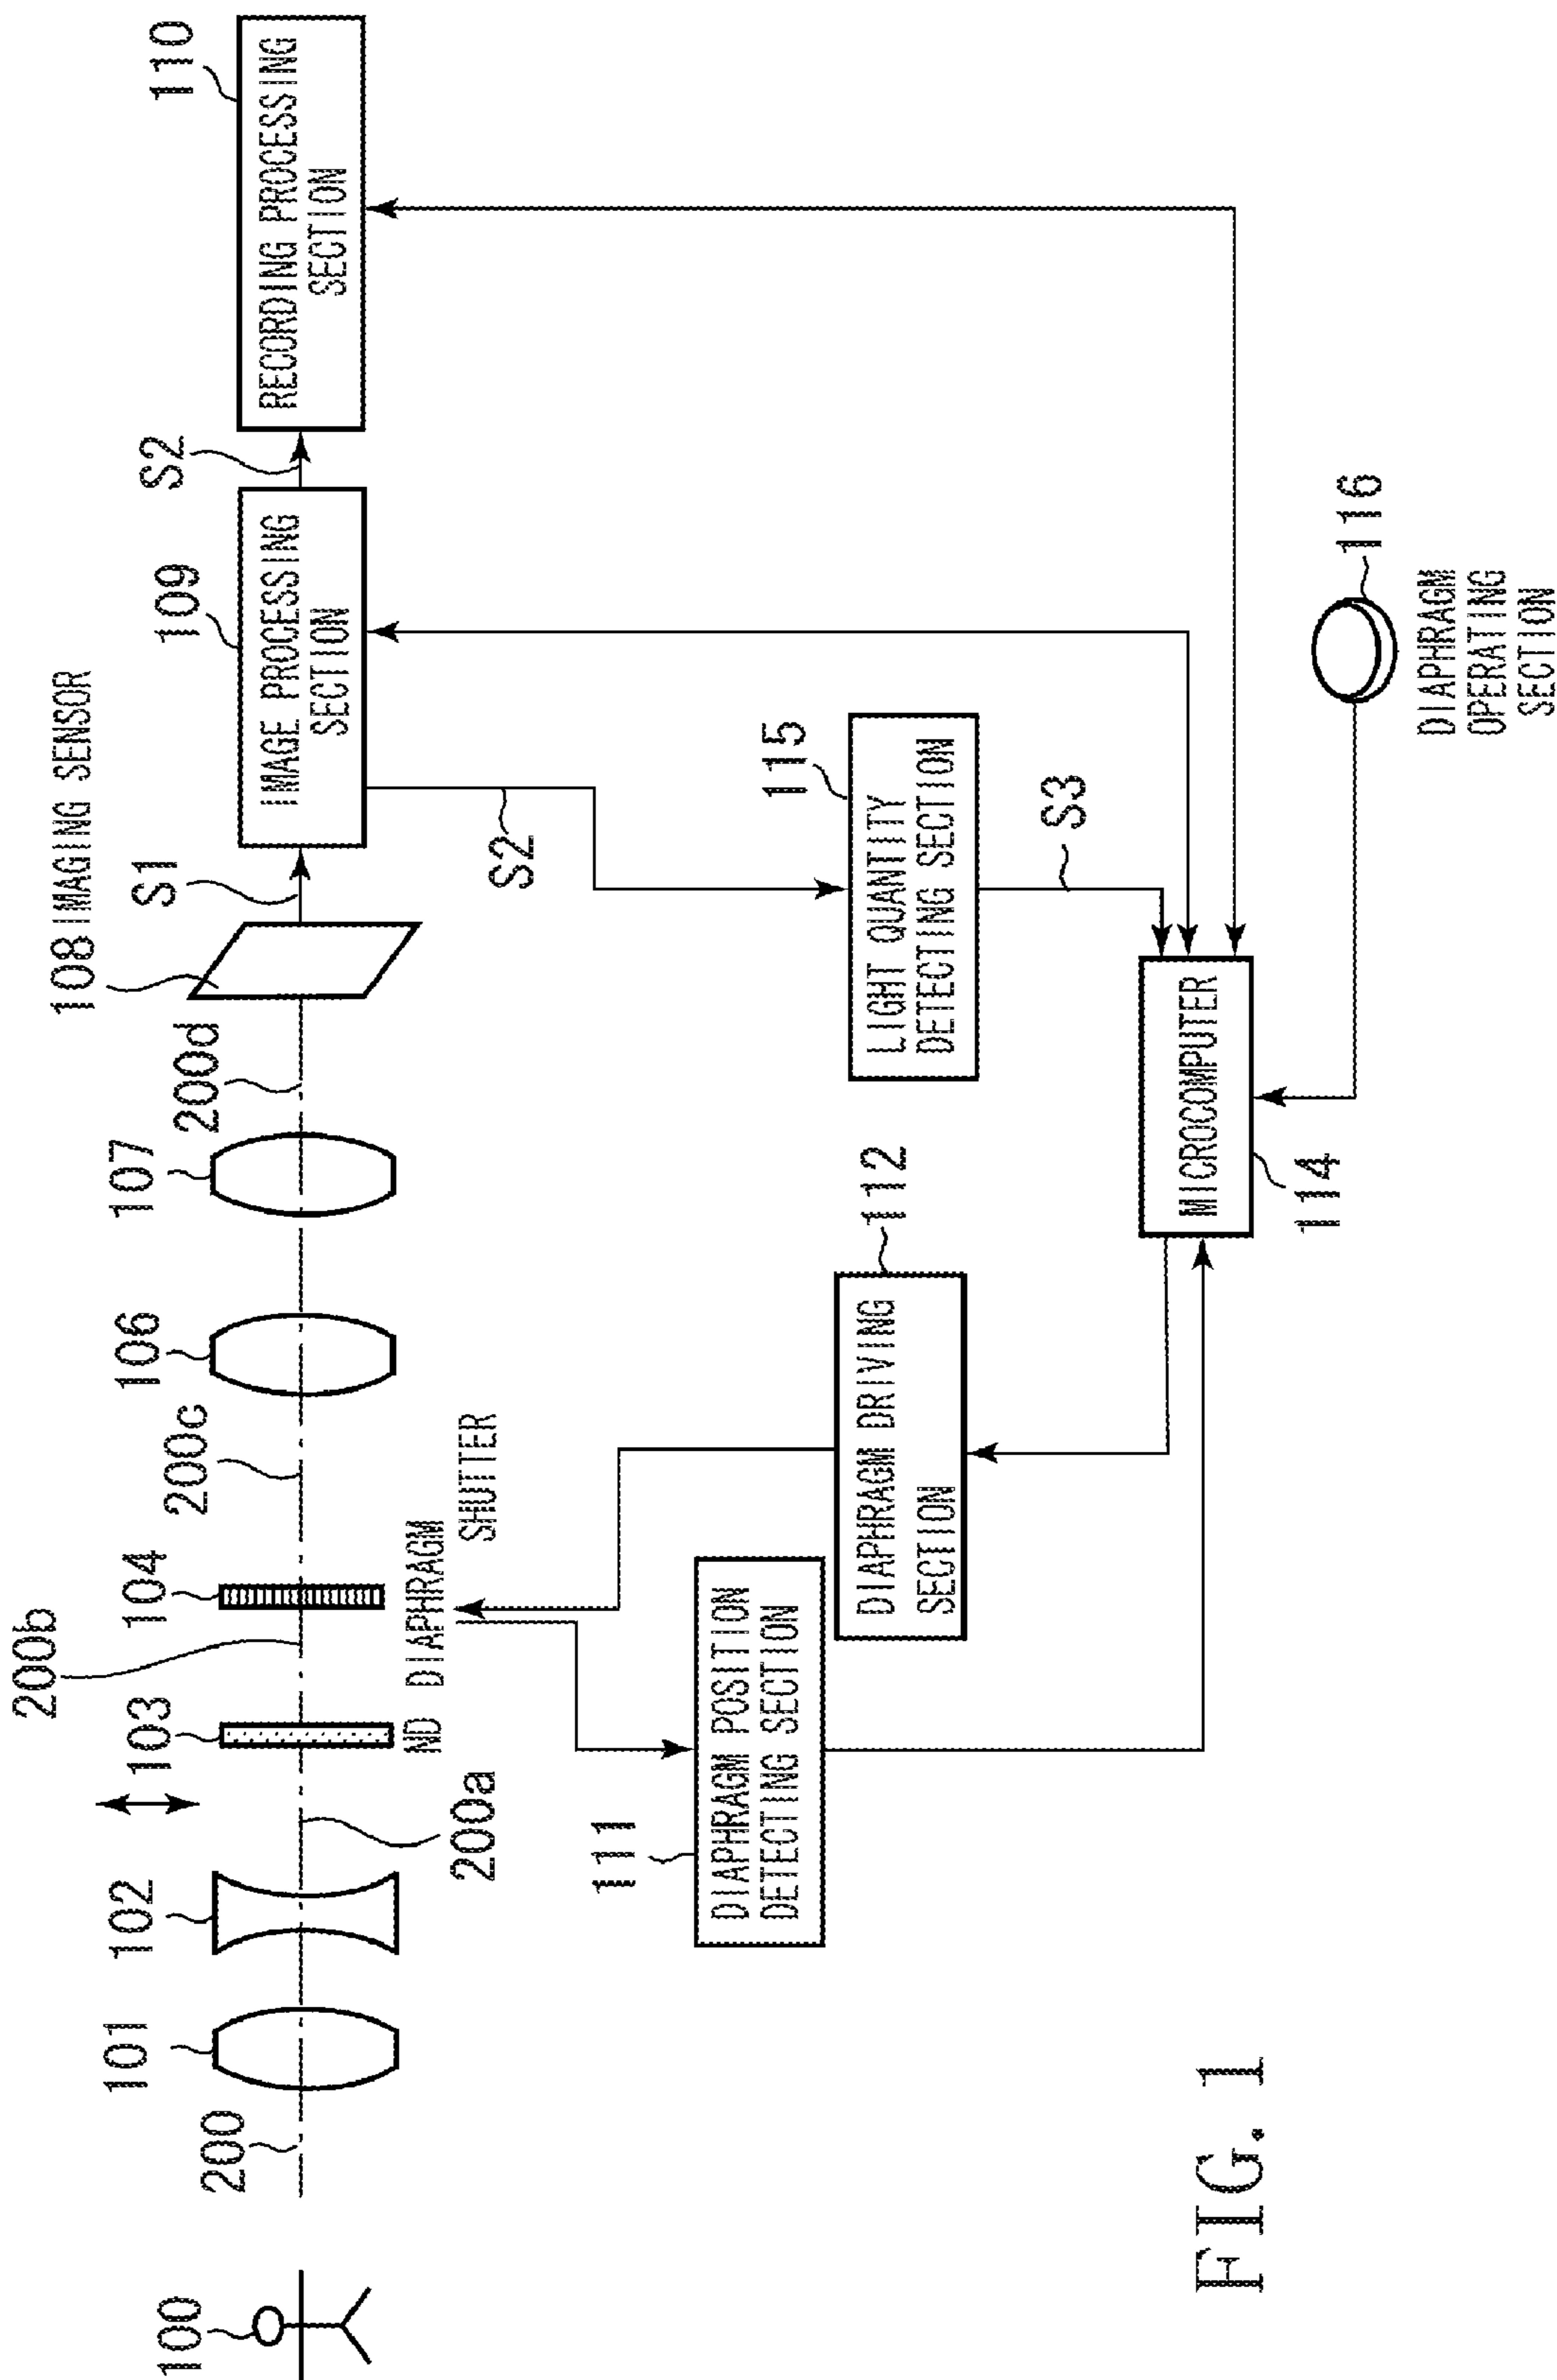 100
200
101
102
200a
103
ND
200b
104
DIAPHRAGM
SHUTTER
200c
106
107
200d
108 IMAGING SENSOR
S1
109
IMAGE PROCESSING
SECTION
S2
110
RECORDING PROCESSING
SECTION
S2
111
DIAPHRAGM POSITION
DETECTING SECTION
112
DIAPHRAGM DRIVING
SECTION
115
LIGHT QUANTITY
DETECTING SECTION
S3
MICROCOMPUTER
114
116
DIAPHRAGM
OPERATING
SECTION
FIG. 1